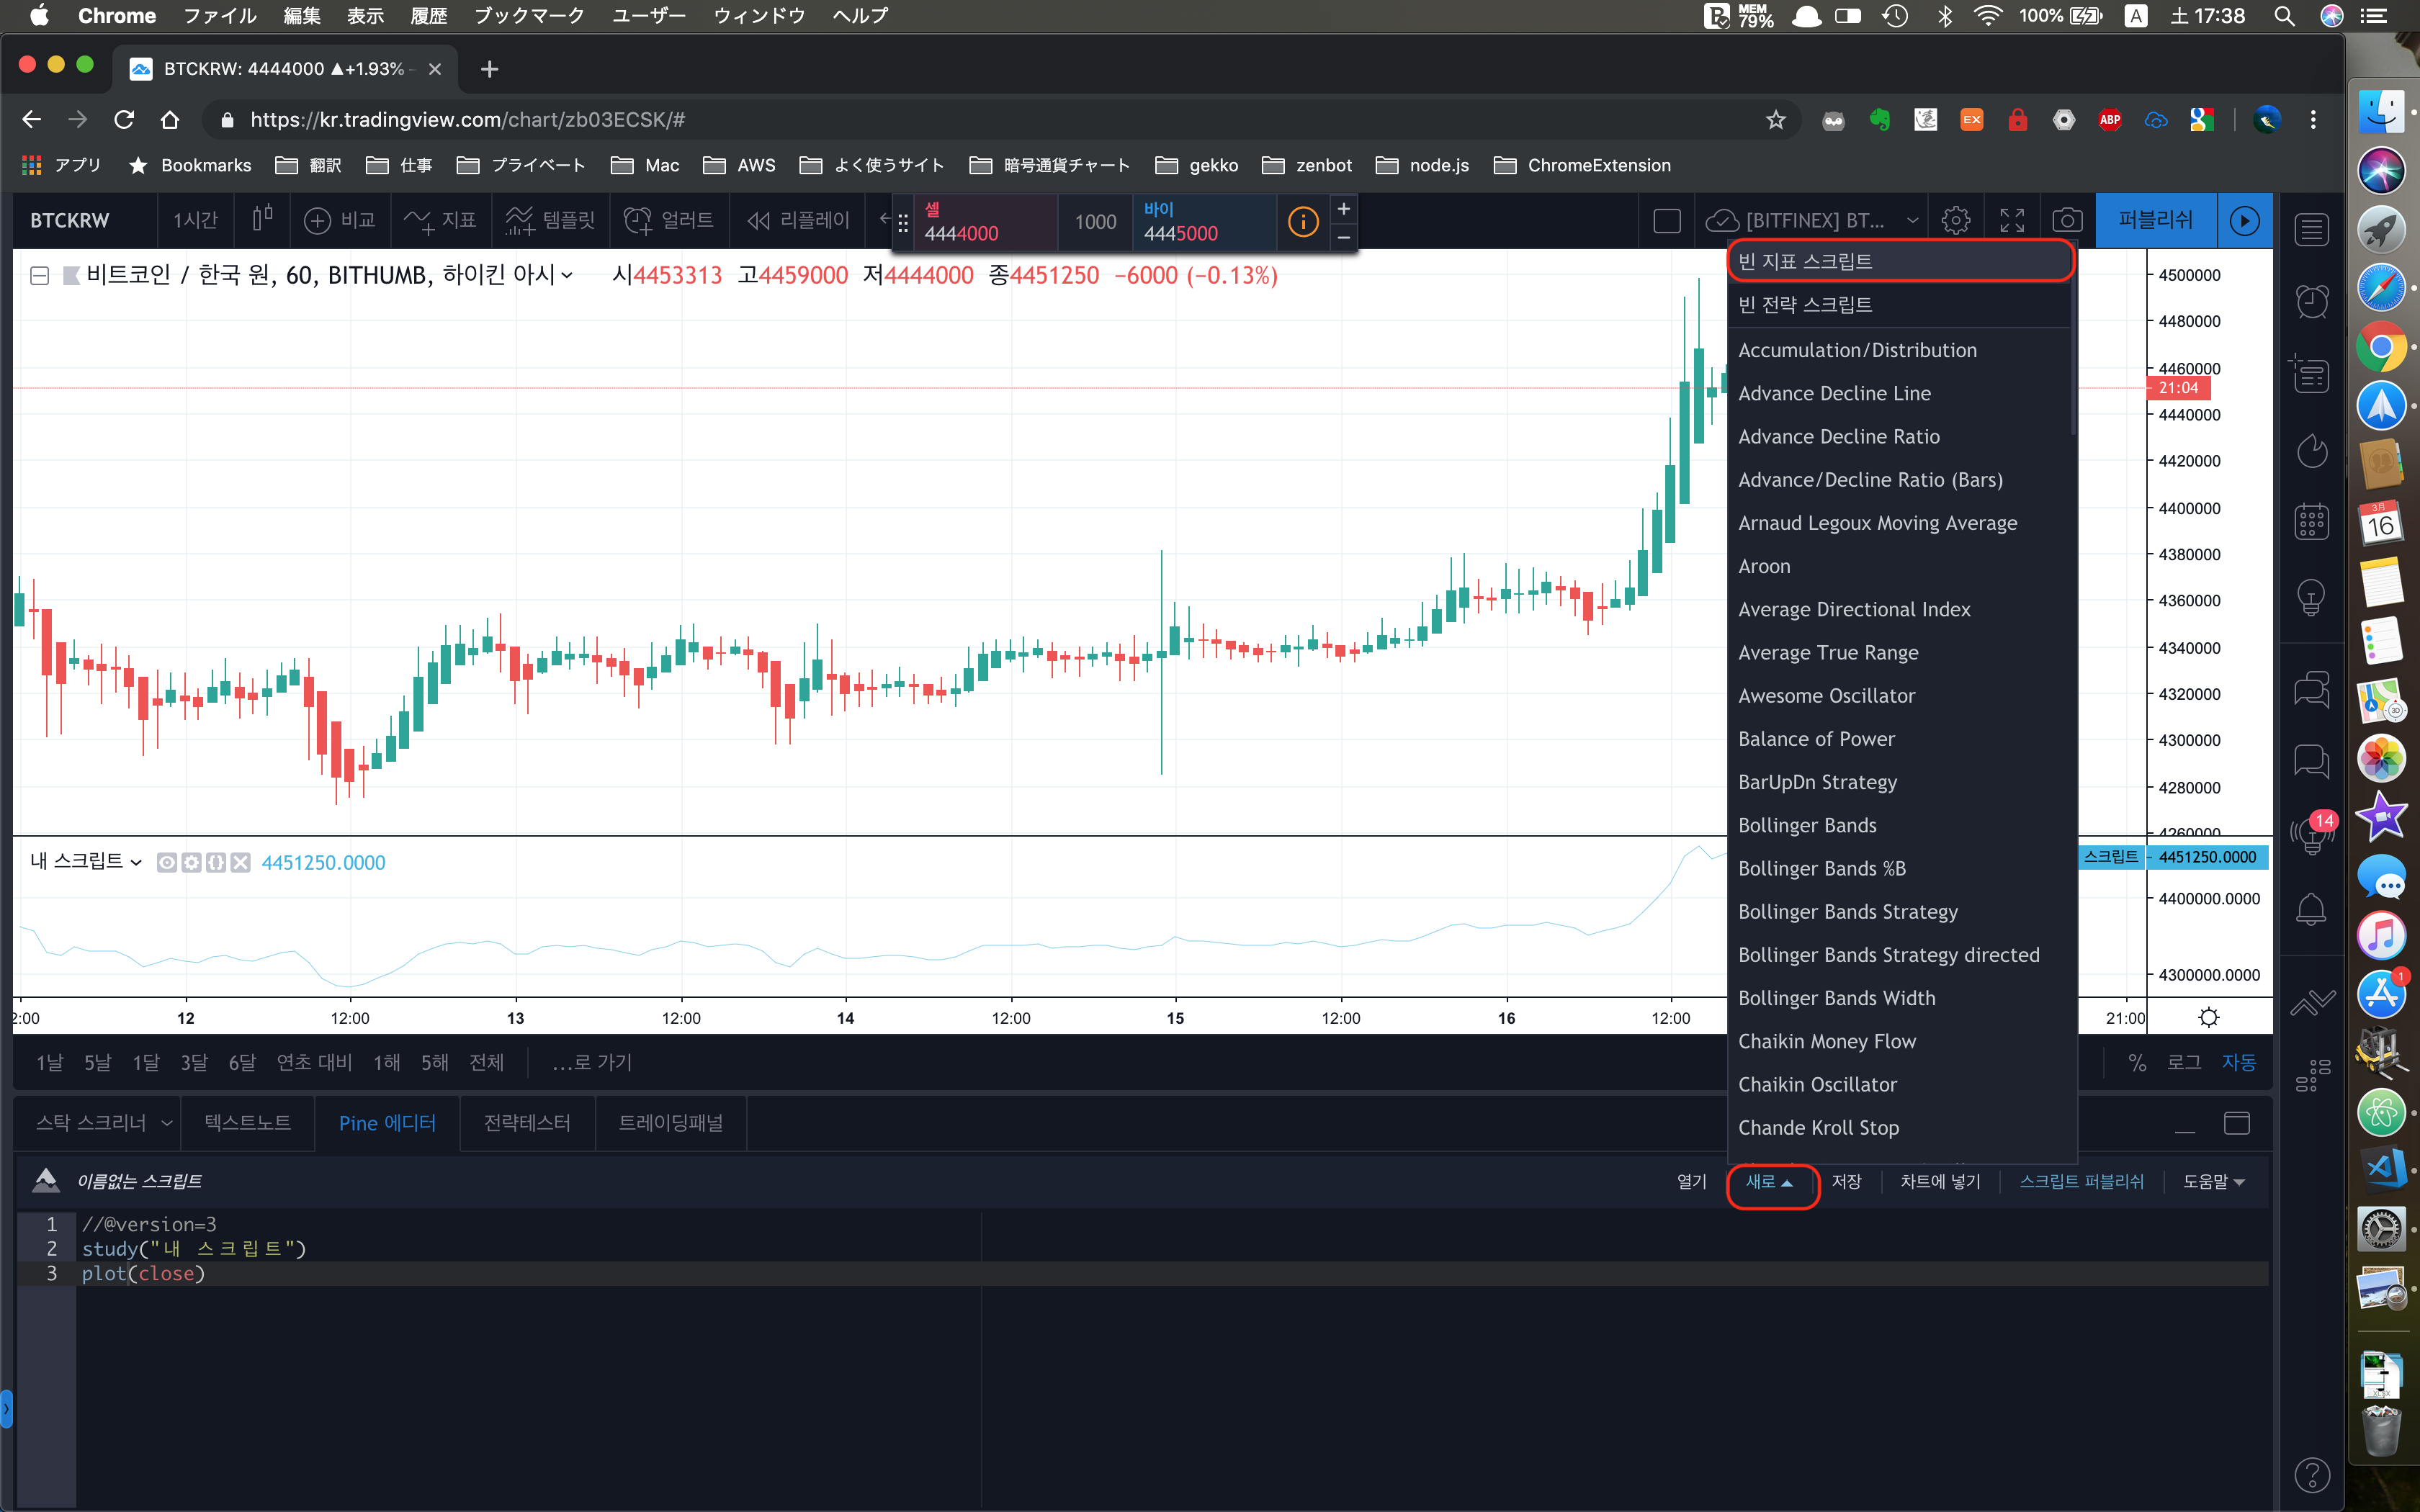 Chrome ファイル 編集 表示 履歴 ブックマーク ユーザー ウィンドウ ヘルプ MEM 79% 100% A 土 17:38
BTCKRW: 4444000 ▲+1.93% -
https://kr.tradingview.com/chart/zb03ECSK/#
EX ABP
アプリ Bookmarks 翻訳 仕事 プライベート Mac AWS よく使うサイト 暗号通貨チャート gekko zenbot node.js ChromeExtension
BTCKRW 1시간 비교 지표 템플릿 얼러트 리플레이 셀 4444000 1000 바이 4445000 [BITFINEX] BT... 퍼블리쉬
비트코인 / 한국 원, 60, BITHUMB, 하이킨 아시 시4453313 고4459000 저4444000 종4451250 −6000 (−0.13%)
빈 지표 스크립트
빈 전략 스크립트
Accumulation/Distribution
Advance Decline Line
Advance Decline Ratio
Advance/Decline Ratio (Bars)
Arnaud Legoux Moving Average
Aroon
Average Directional Index
Average True Range
Awesome Oscillator
Balance of Power
BarUpDn Strategy
Bollinger Bands
Bollinger Bands %B
Bollinger Bands Strategy
Bollinger Bands Strategy directed
Bollinger Bands Width
Chaikin Money Flow
Chaikin Oscillator
Chande Kroll Stop
4500000
4480000
4460000
21:04
4440000
4420000
4400000
4380000
4360000
4340000
4320000
4300000
4280000
4260000
내 스크립트 4451250.0000
스크립트 4451250.0000
4400000.0000
4300000.0000
2:00 12 12:00 13 12:00 14 12:00 15 12:00 16 12:00 21:00
1날 5날 1달 3달 6달 연초 대비 1해 5해 전체 ...로 가기 % 로그 자동
스탁 스크리너 텍스트노트 Pine 에디터 전략테스터 트레이딩패널
이름없는 스크립트 열기 새로 저장 차트에 넣기 스크립트 퍼블리쉬 도움말
1 //@version=3
2 study("내 스크립트")
3 plot(close)
14
3月
16
3D
1
XLSX